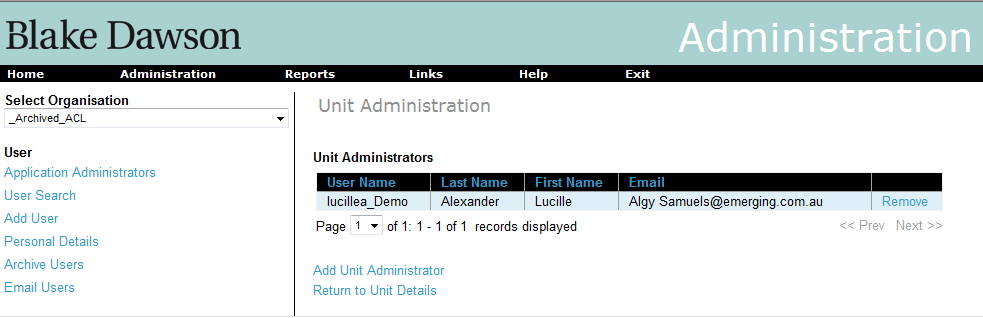 Blake Dawson
Administration
Home Administration Reports Links Help Exit
Select Organisation
_Archived_ACL
User
Application Administrators
User Search
Add User
Personal Details
Archive Users
Email Users
Unit Administration
Unit Administrators
User Name Last Name First Name Email
lucillea_Demo Alexander Lucille Algy Samuels@emerging.com.au Remove
Page 1 of 1: 1 - 1 of 1 records displayed << Prev Next >>
Add Unit Administrator
Return to Unit Details